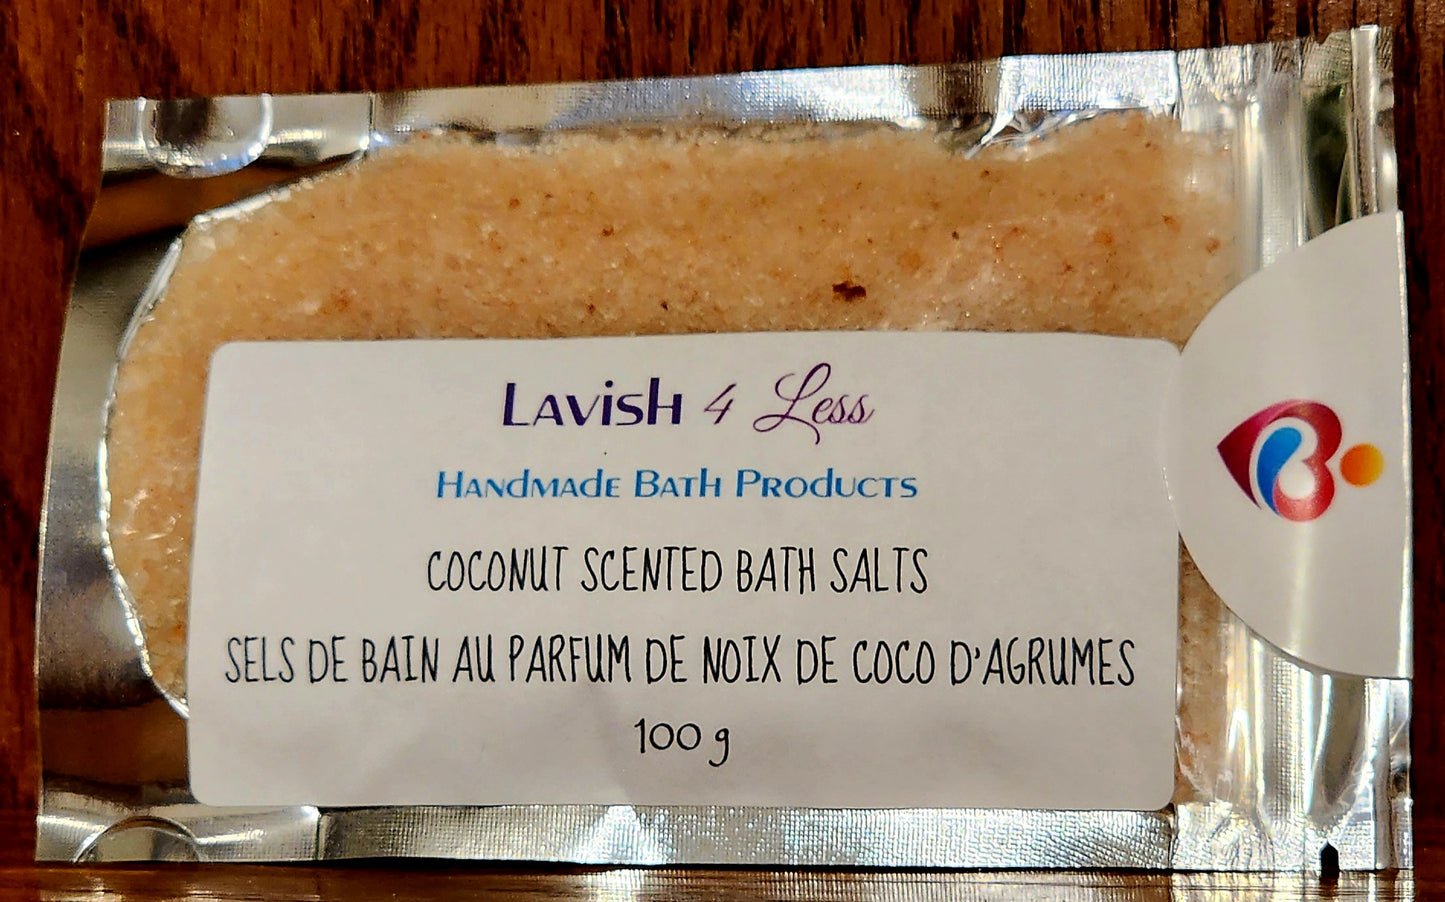 Lavish 4 Less
Handmade Bath Products
COCONUT SCENTED BATH SALTS
SELS DE BAIN AU PARFUM DE NOIX DE COCO D'AGRUMES
100 g